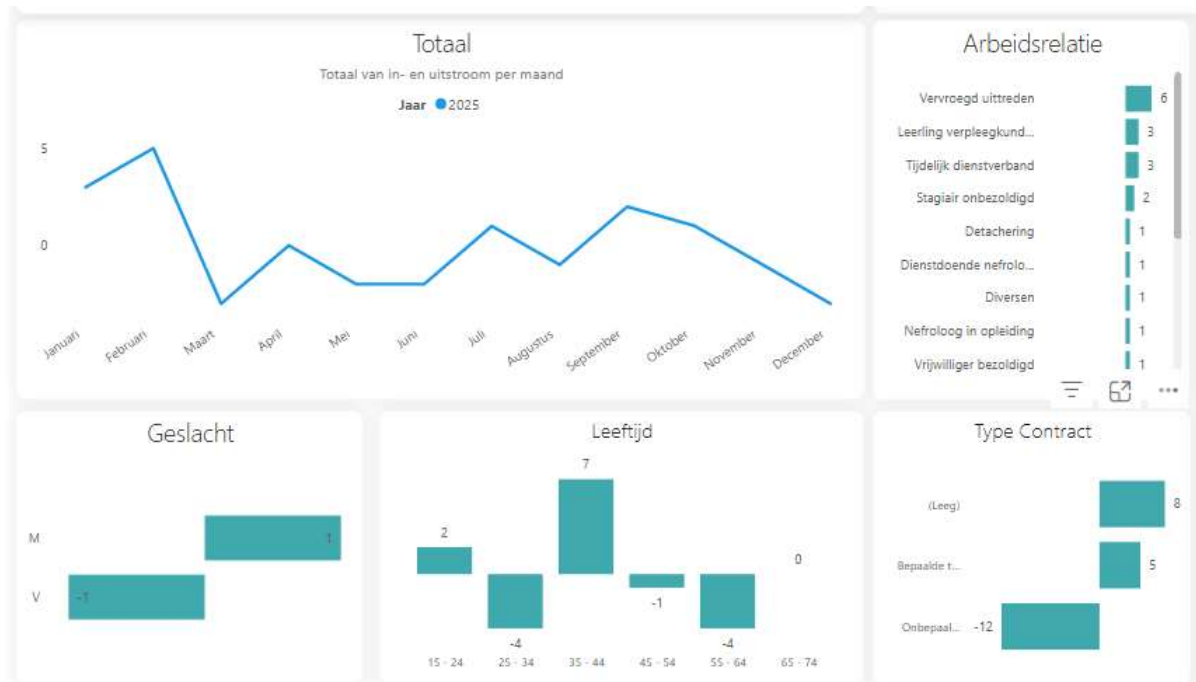 Totaal
Totaal van in- en uitstroom per maand
Jaar 2025
5
0
Januari
Februari
Maart
April
Mei
Juni
Juli
Augustus
September
Oktober
November
December
Arbeidsrelatie
Vervroegd uittreden 6
Leerling verpleegkund... 3
Tijdelijk dienstverband 3
Stagiair onbezoldigd 2
Detachering 1
Dienstdoende nefrolo... 1
Diversen 1
Nefroloog in opleiding 1
Vrijwilliger bezoldigd 1
Geslacht
M 1
V -1
Leeftijd
2
-4
7
-1
-4
0
15 - 24
25 - 34
35 - 44
45 - 54
55 - 64
65 - 74
Type Contract
(Leeg) 8
Bepaalde t... 5
Onbepaal... -12